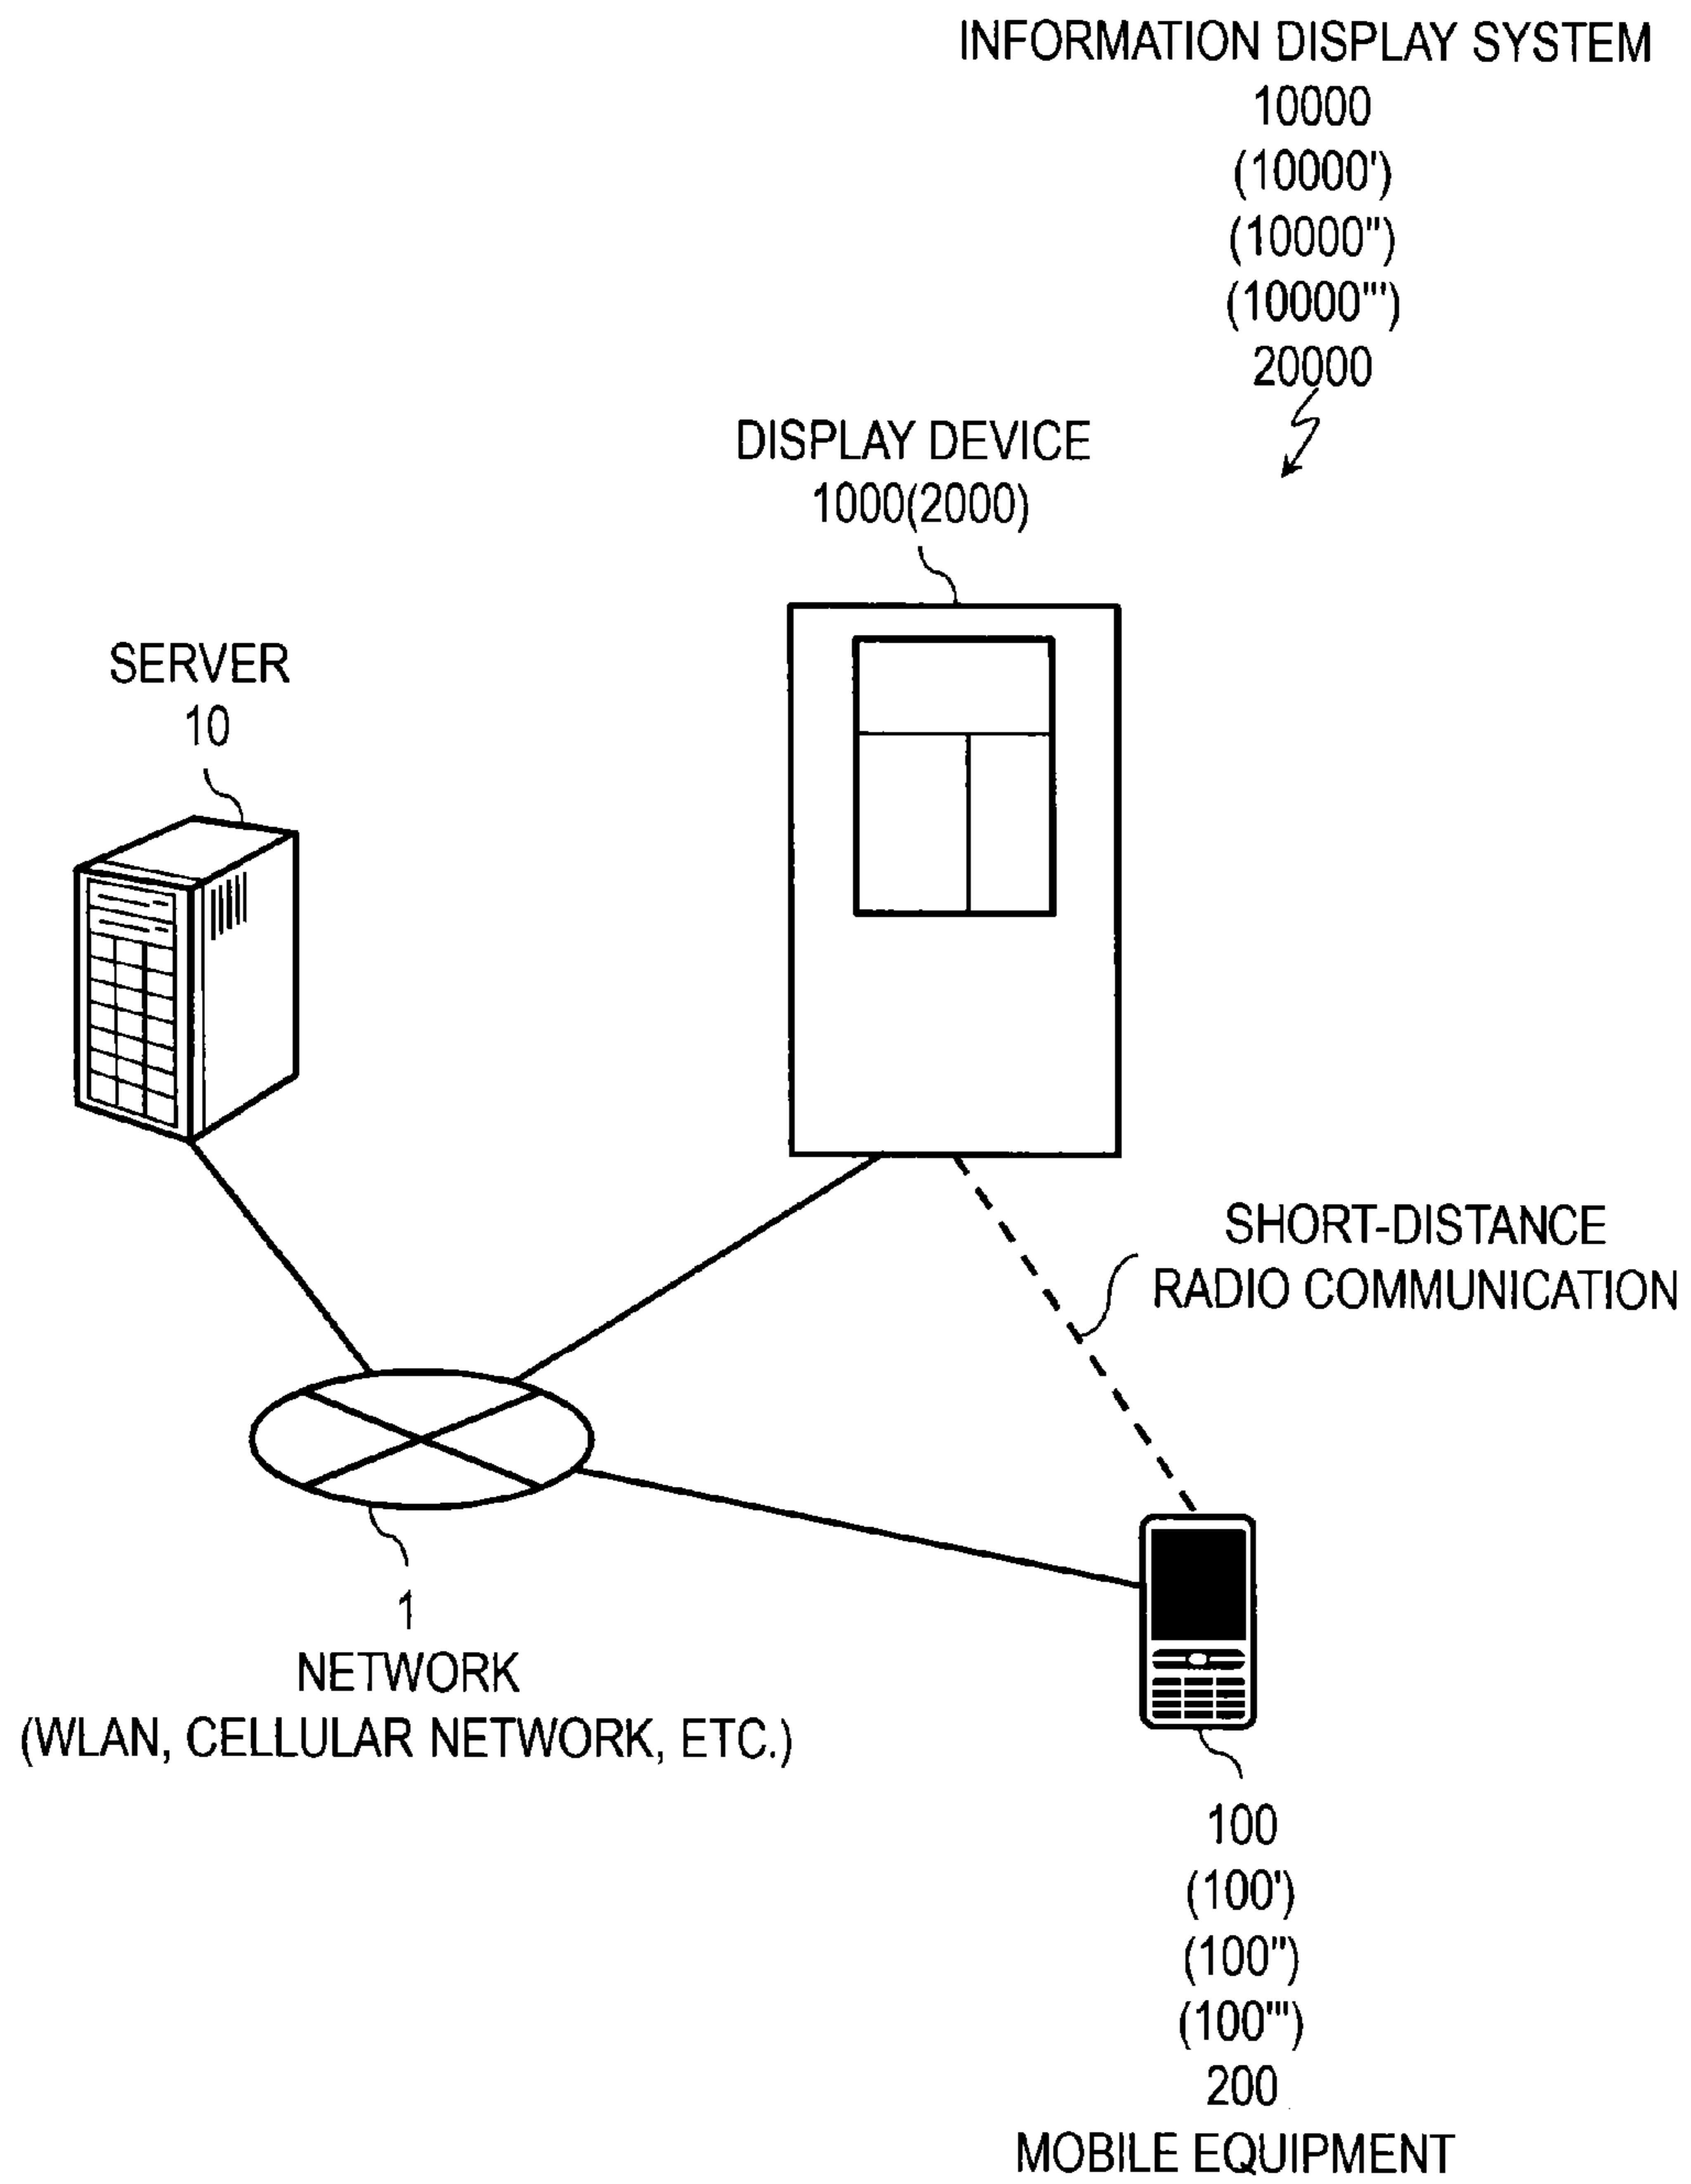 INFORMATION DISPLAY SYSTEM
10000
(10000')
(10000")
(10000"')
20000
DISPLAY DEVICE
1000(2000)
SERVER
10
SHORT-DISTANCE
RADIO COMMUNICATION
1
NETWORK
(WLAN, CELLULAR NETWORK, ETC.)
100
(100')
(100")
(100"')
200
MOBILE EQUIPMENT